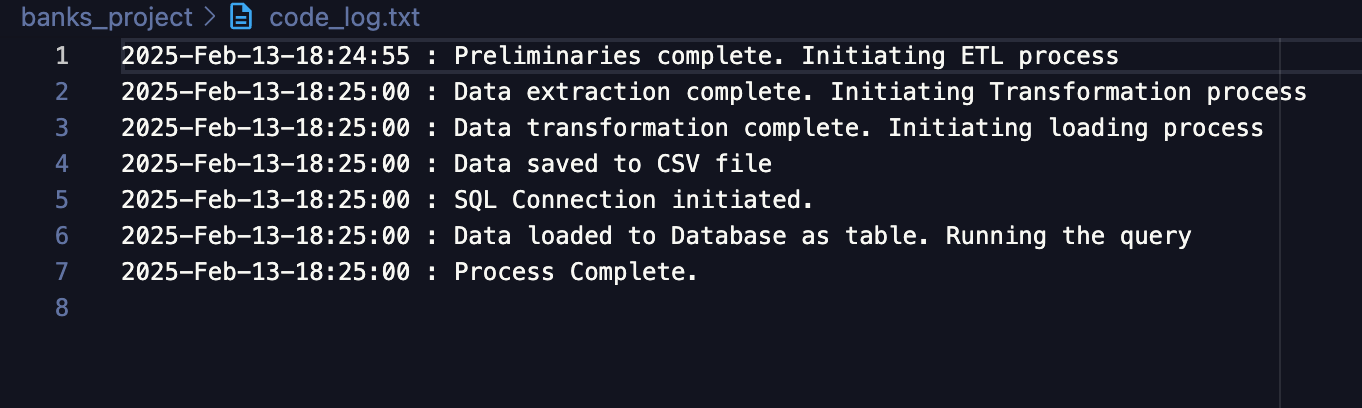 banks_project > code_log.txt
1 2025-Feb-13-18:24:55 : Preliminaries complete. Initiating ETL process
2 2025-Feb-13-18:25:00 : Data extraction complete. Initiating Transformation process
3 2025-Feb-13-18:25:00 : Data transformation complete. Initiating loading process
4 2025-Feb-13-18:25:00 : Data saved to CSV file
5 2025-Feb-13-18:25:00 : SQL Connection initiated.
6 2025-Feb-13-18:25:00 : Data loaded to Database as table. Running the query
7 2025-Feb-13-18:25:00 : Process Complete.
8